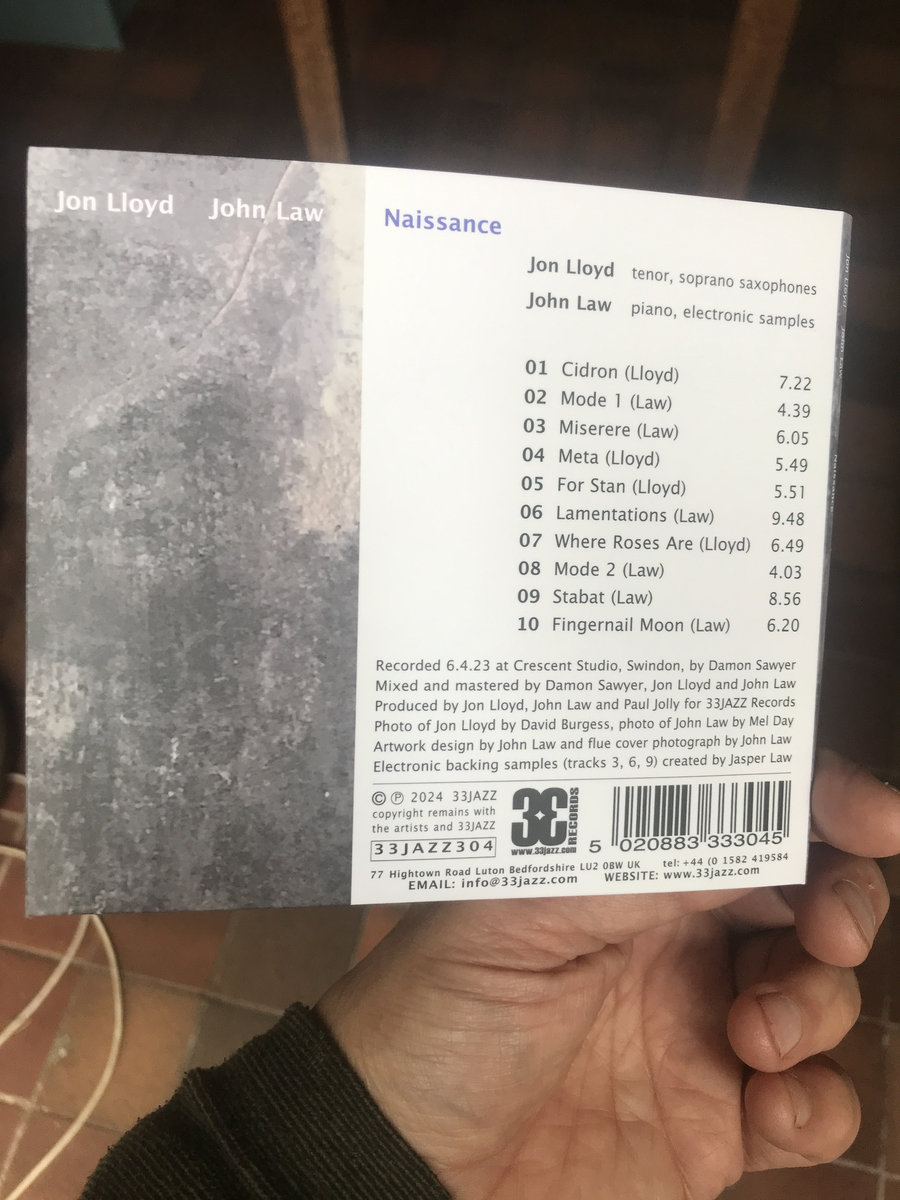 Jon Lloyd John Law
Naissance
Jon Lloyd tenor, soprano saxophones
John Law piano, electronic samples
01 Cidron (Lloyd) 7.22
02 Mode 1 (Law) 4.39
03 Miserere (Law) 6.05
04 Meta (Lloyd) 5.49
05 For Stan (Lloyd) 5.51
06 Lamentations (Law) 9.48
07 Where Roses Are (Lloyd) 6.49
08 Mode 2 (Law) 4.03
09 Stabat (Law) 8.56
10 Fingernail Moon (Law) 6.20
Recorded 6.4.23 at Crescent Studio, Swindon, by Damon Sawyer
Mixed and mastered by Damon Sawyer, Jon Lloyd and John Law
Produced by Jon Lloyd, John Law and Paul Jolly for 33JAZZ Records
Photo of Jon Lloyd by David Burgess, photo of John Law by Mel Day
Artwork design by John Law and flue cover photograph by John Law
Electronic backing samples (tracks 3, 6, 9) created by Jasper Law
© ℗ 2024 33JAZZ
copyright remains with
the artists and 33JAZZ
33JAZZ304
33 RECORDS
www.33jazz.com
5 020883 333045
77 Hightown Road Luton Bedfordshire LU2 0BW UK tel: +44 (0 1582 419584
EMAIL: info@33jazz.com WEBSITE: www.33jazz.com
Jon Lloyd John Law Naissance